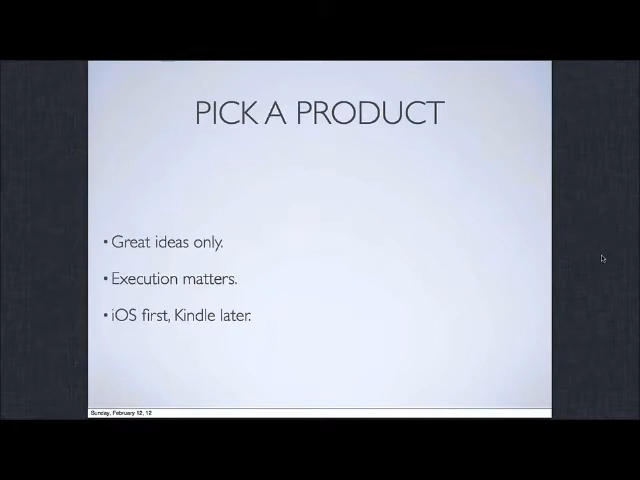 PICK A PRODUCT
• Great ideas only.
• Execution matters.
• iOS first, Kindle later.
Sunday, February 12, 12